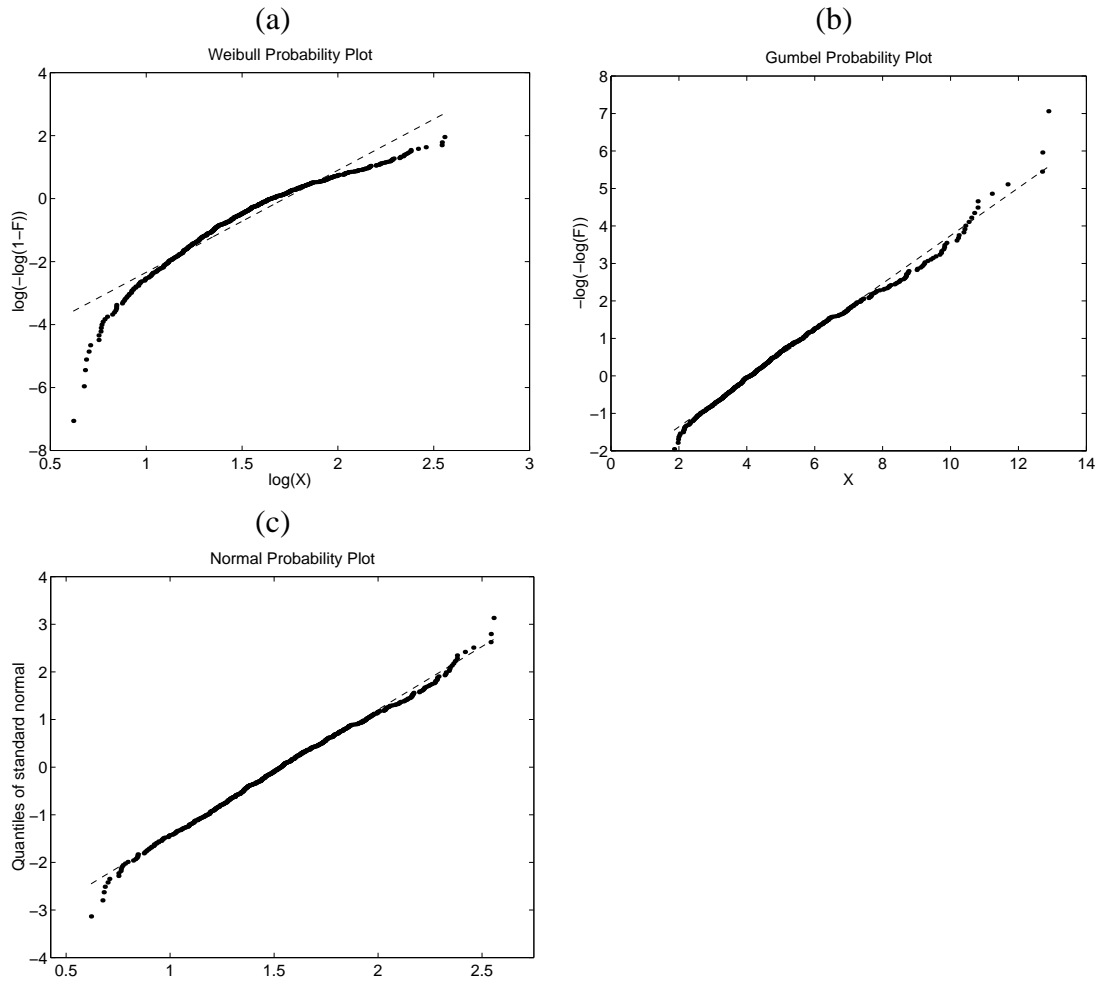 (a)
Weibull Probability Plot
4
2
0
−2
−4
−6
−8
log(−log(1−F))
0.5 1 1.5 2 2.5 3
log(X)
(b)
Gumbel Probability Plot
8
7
6
5
4
3
2
1
0
−1
−2
−log(−log(F))
0 2 4 6 8 10 12 14
X
(c)
Normal Probability Plot
4
3
2
1
0
−1
−2
−3
−4
Quantiles of standard normal
0.5 1 1.5 2 2.5